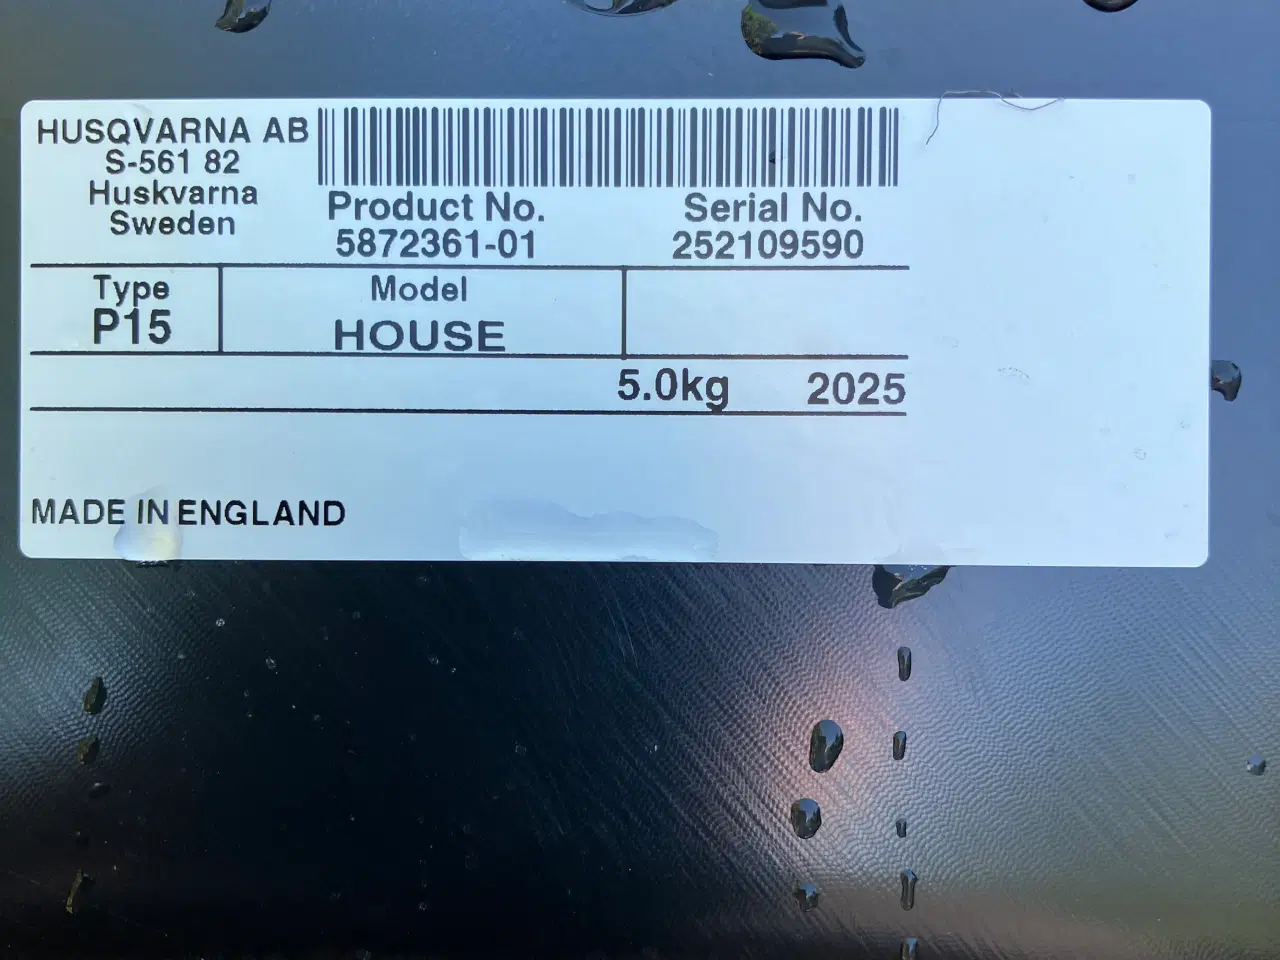 HUSQVARNA AB
S-561 82
Huskvarna
Sweden
Product No.
5872361-01
Serial No.
252109590
Type
P15
Model
HOUSE
5.0kg 2025
MADE IN ENGLAND